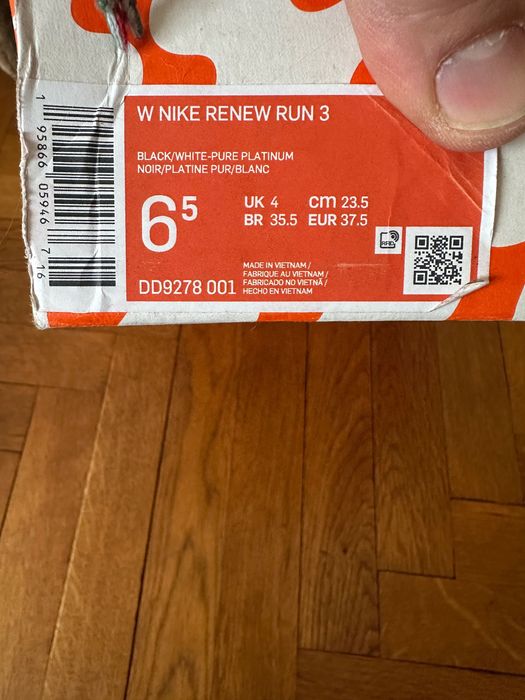 W NIKE RENEW RUN 3
BLACK/WHITE-PURE PLATINUM
NOIR/PLATINE PUR/BLANC
6⁵
UK 4 cm 23.5
BR 35.5 EUR 37.5
RFID
MADE IN VIETNAM /
FABRIQUE AU VIETNAM /
FABRICADO NO VIETNÃ /
HECHO EN VIETNAM
DD9278 001
1 95866 05946 7 16